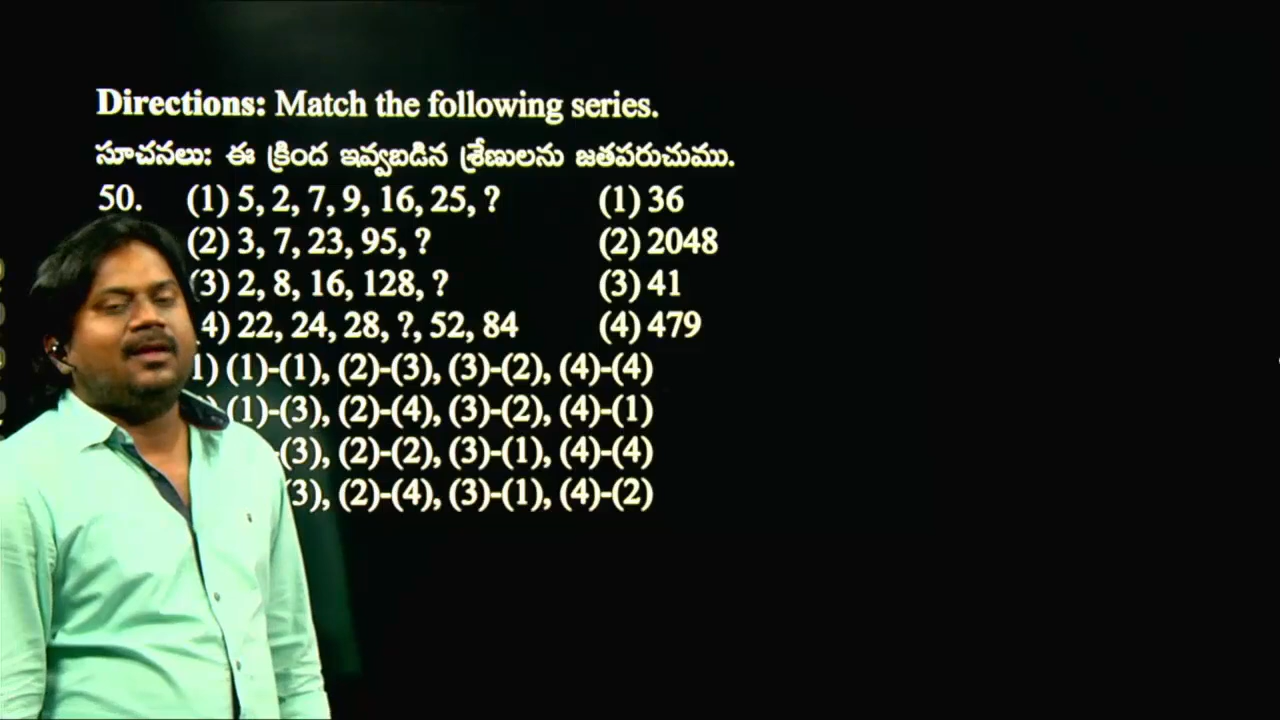 Directions: Match the following series.
సూచనలు: ఈ క్రింద ఇవ్వబడిన శ్రేణులను జతపరుచుము.
50. (1) 5, 2, 7, 9, 16, 25, ? (1) 36
(2) 3, 7, 23, 95, ? (2) 2048
(3) 2, 8, 16, 128, ? (3) 41
4) 22, 24, 28, ?, 52, 84 (4) 479
1) (1)-(1), (2)-(3), (3)-(2), (4)-(4)
) (1)-(3), (2)-(4), (3)-(2), (4)-(1)
-(3), (2)-(2), (3)-(1), (4)-(4)
(3), (2)-(4), (3)-(1), (4)-(2)